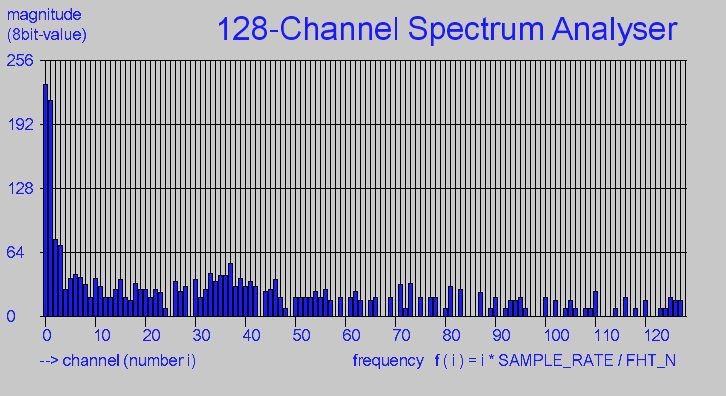 magnitude
(8bit-value)
128-Channel Spectrum Analyser
256
192
128
64
0
0 10 20 30 40 50 60 70 80 90 100 110 120
--> channel (number i)
frequency f ( i ) = i * SAMPLE_RATE / FHT_N